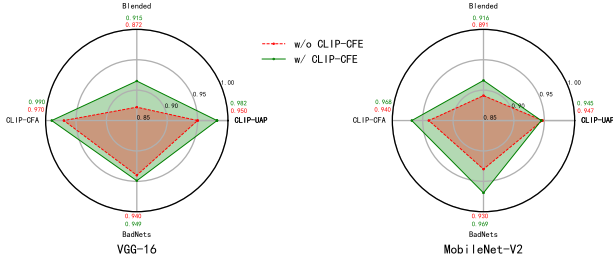 Blended
0.915
0.872
w/o CLIP-CFE
w/ CLIP-CFE
1.00
0.95
0.90
0.85
0.990
0.970
CLIP-CFA
0.982
0.950
CLIP-UAP
0.940
0.949
BadNets
VGG-16
Blended
0.916
0.891
1.00
0.95
0.90
0.85
0.968
0.940
CLIP-CFA
0.945
0.947
CLIP-UAP
0.930
0.969
BadNets
MobileNet-V2